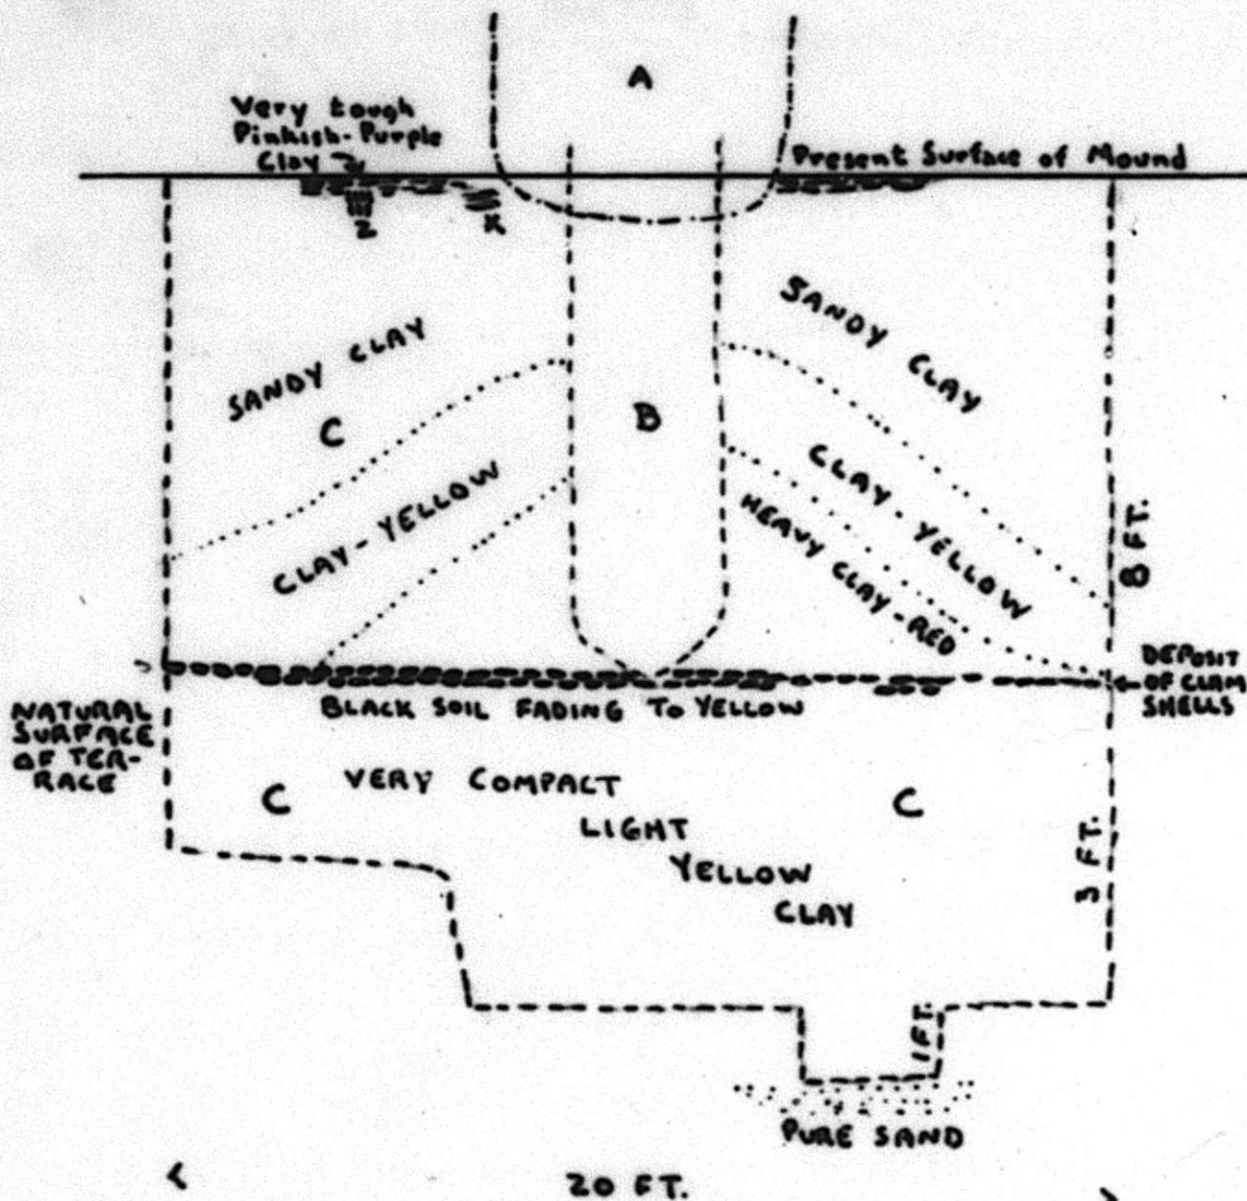 A
Very tough
Pinkish-Purple
Clay
Present Surface of Mound
Z
X
SANDY CLAY
SANDY CLAY
C
B
CLAY-YELLOW
CLAY-YELLOW
HEAVY CLAY-RED
8 FT.
DEPOSIT
OF CLAM
SHELLS
NATURAL
SURFACE
OF TER-
RACE
BLACK SOIL FADING TO YELLOW
C
VERY COMPACT
LIGHT
YELLOW
CLAY
C
3 FT.
1 FT.
PURE SAND
20 FT.